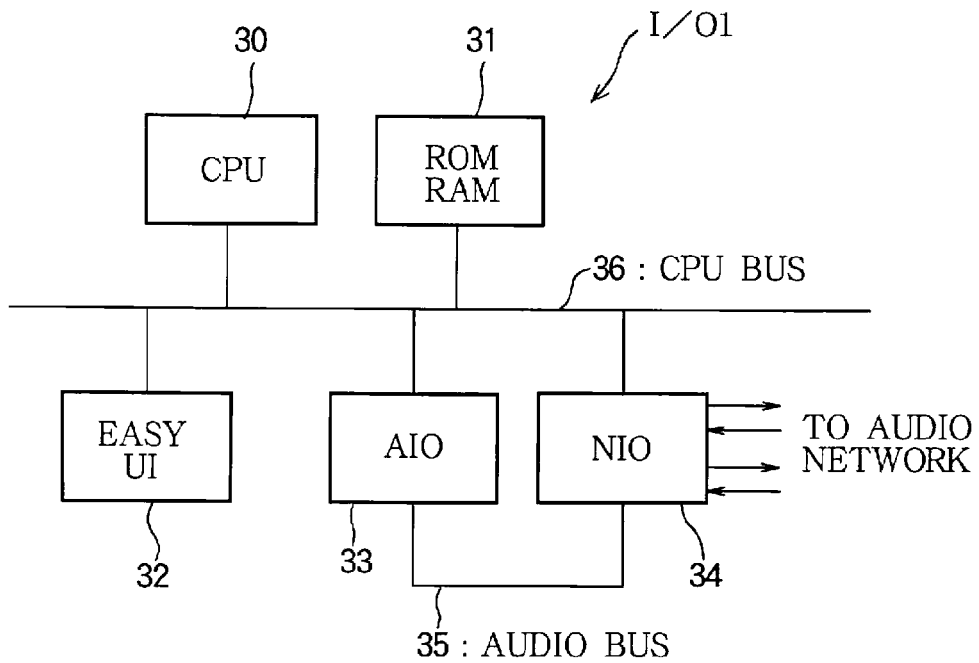 I/O1
30
31
CPU
ROM
RAM
36 : CPU BUS
EASY
UI
AIO
NIO
TO AUDIO
NETWORK
32
33
34
35 : AUDIO BUS